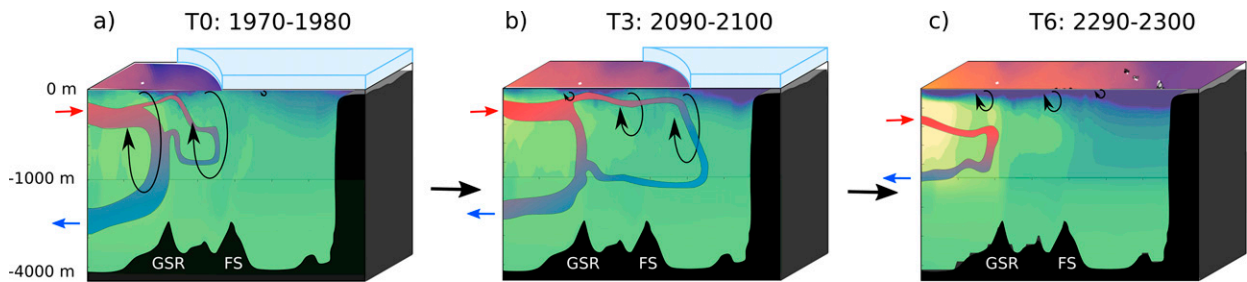 a) T0: 1970-1980
b) T3: 2090-2100
c) T6: 2290-2300
0 m
-1000 m
-4000 m
GSR FS
GSR FS
GSR FS